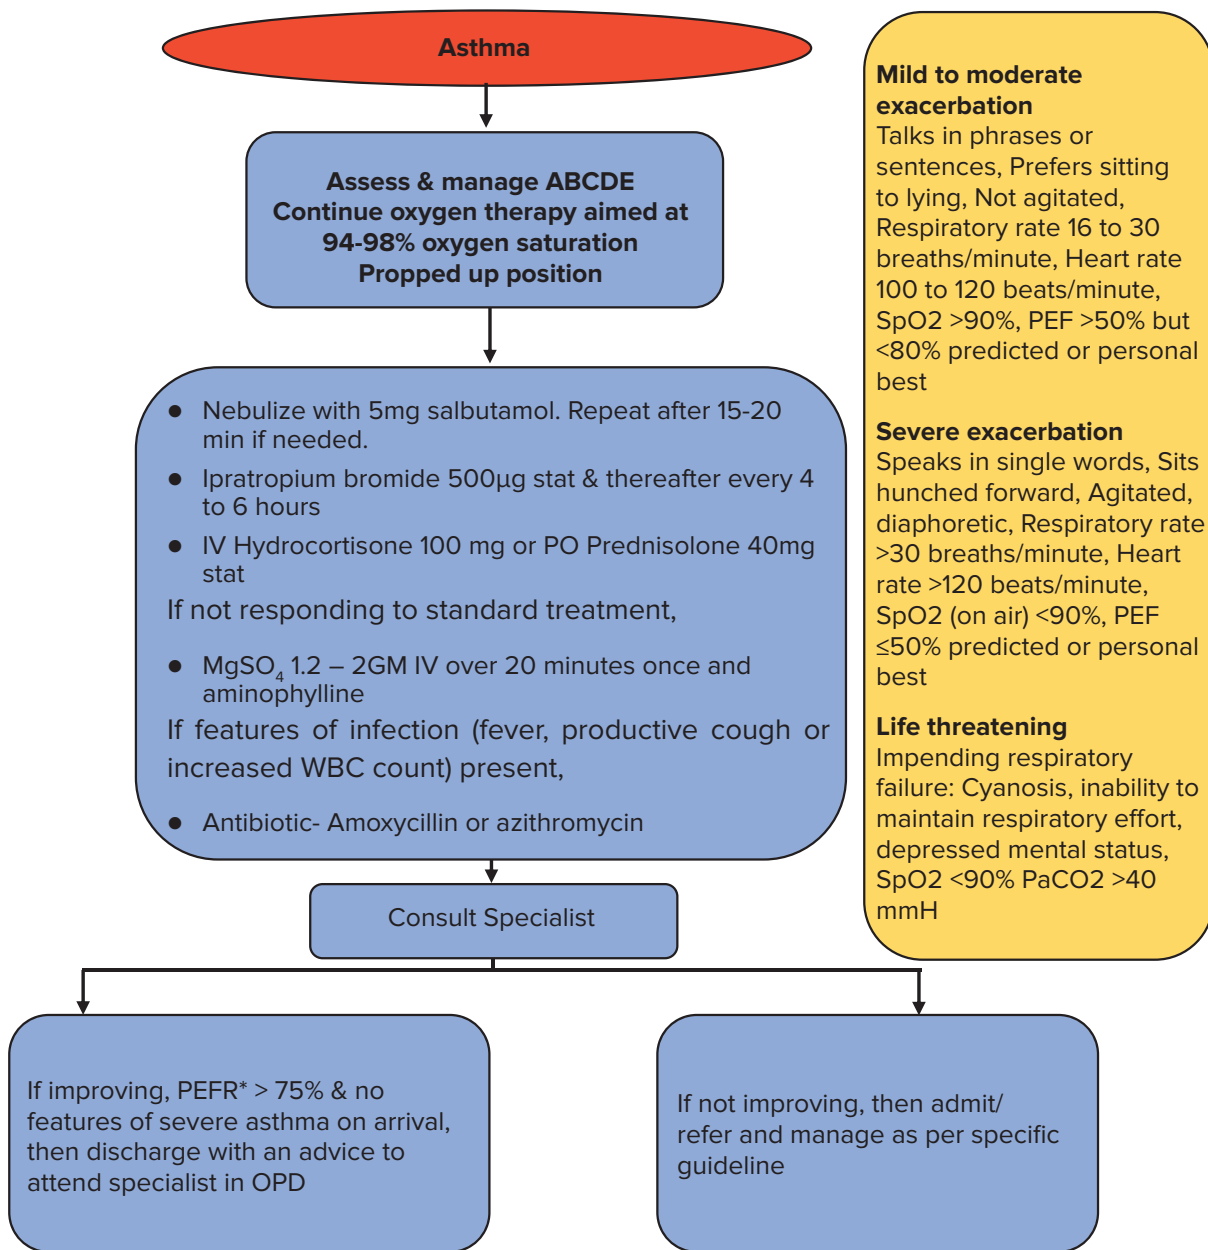 Asthma
Assess & manage ABCDE
Continue oxygen therapy aimed at
94-98% oxygen saturation
Propped up position
● Nebulize with 5mg salbutamol. Repeat after 15-20
min if needed.
● Ipratropium bromide 500µg stat & thereafter every 4
to 6 hours
● IV Hydrocortisone 100 mg or PO Prednisolone 40mg
stat
If not responding to standard treatment,
● MgSO₄ 1.2 – 2GM IV over 20 minutes once and
aminophylline
If features of infection (fever, productive cough or
increased WBC count) present,
● Antibiotic- Amoxycillin or azithromycin
Consult Specialist
If improving, PEFR* > 75% & no
features of severe asthma on arrival,
then discharge with an advice to
attend specialist in OPD
If not improving, then admit/
refer and manage as per specific
guideline
Mild to moderate
exacerbation
Talks in phrases or
sentences, Prefers sitting
to lying, Not agitated,
Respiratory rate 16 to 30
breaths/minute, Heart rate
100 to 120 beats/minute,
SpO2 >90%, PEF >50% but
<80% predicted or personal
best
Severe exacerbation
Speaks in single words, Sits
hunched forward, Agitated,
diaphoretic, Respiratory rate
>30 breaths/minute, Heart
rate >120 beats/minute,
SpO2 (on air) <90%, PEF
≤50% predicted or personal
best
Life threatening
Impending respiratory
failure: Cyanosis, inability to
maintain respiratory effort,
depressed mental status,
SpO2 <90% PaCO2 >40
mmH